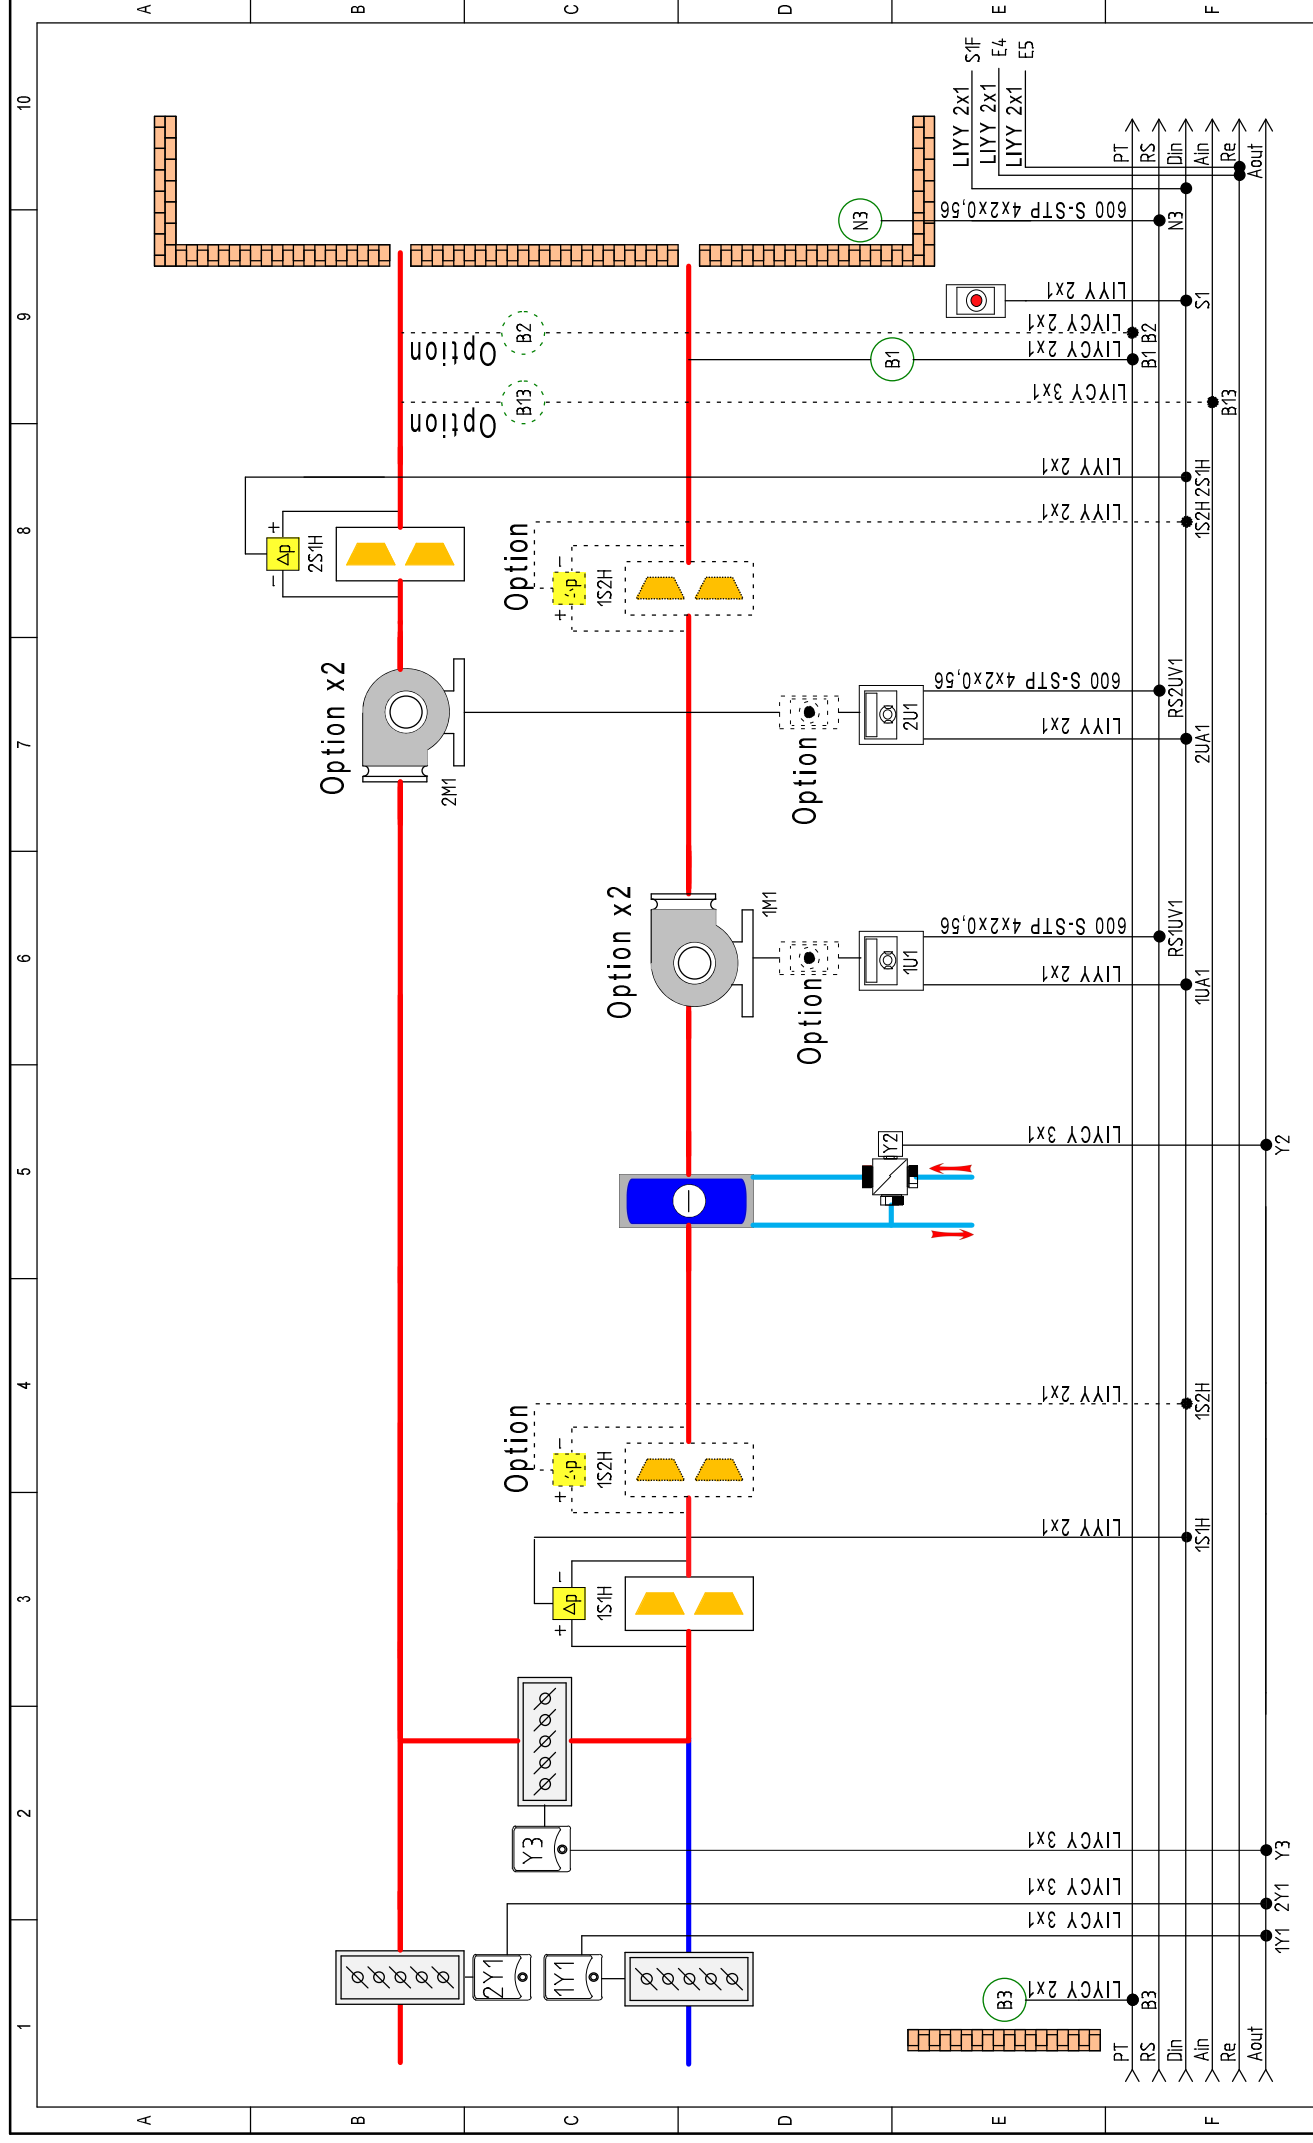 1 2 3 4 5 6 7 8 9 10
A A
B B
C C
D D
E E
F F
Option x2
2M1
- +
Δp
2S1H
Option
B13
Option
B2
2Y1
1Y1
Y3
+ -
Δp
1S1H
Option
+ -
1S2H
Option x2
1M1
Option
+ -
1S2H
Option
1U1
Option
2U1
B1
N3
Y2
B3
LIYCY 2x1
LIYCY 3x1
LIYCY 3x1
LIYCY 3x1
LIYY 2x1
LIYY 2x1
LIYCY 3x1
LIYY 2x1
600 S-STP 4x2x0,56
LIYY 2x1
600 S-STP 4x2x0,56
LIYY 2x1
LIYY 2x1
LIYCY 3x1
LIYCY 2x1
LIYCY 2x1
LIYY 2x1
600 S-STP 4x2x0,56
LIYY 2x1 S1F
LIYY 2x1 E4
LIYY 2x1 E5
PT PT
B3 B1 B2
RS RS
RS1UV1 RS2UV1 N3
Din Din
1S1H 1S2H 1UA1 2UA1 1S2H 2S1H S1
Ain Ain
B13
Re Re
Aout Aout
1Y1 2Y1 Y3 Y2